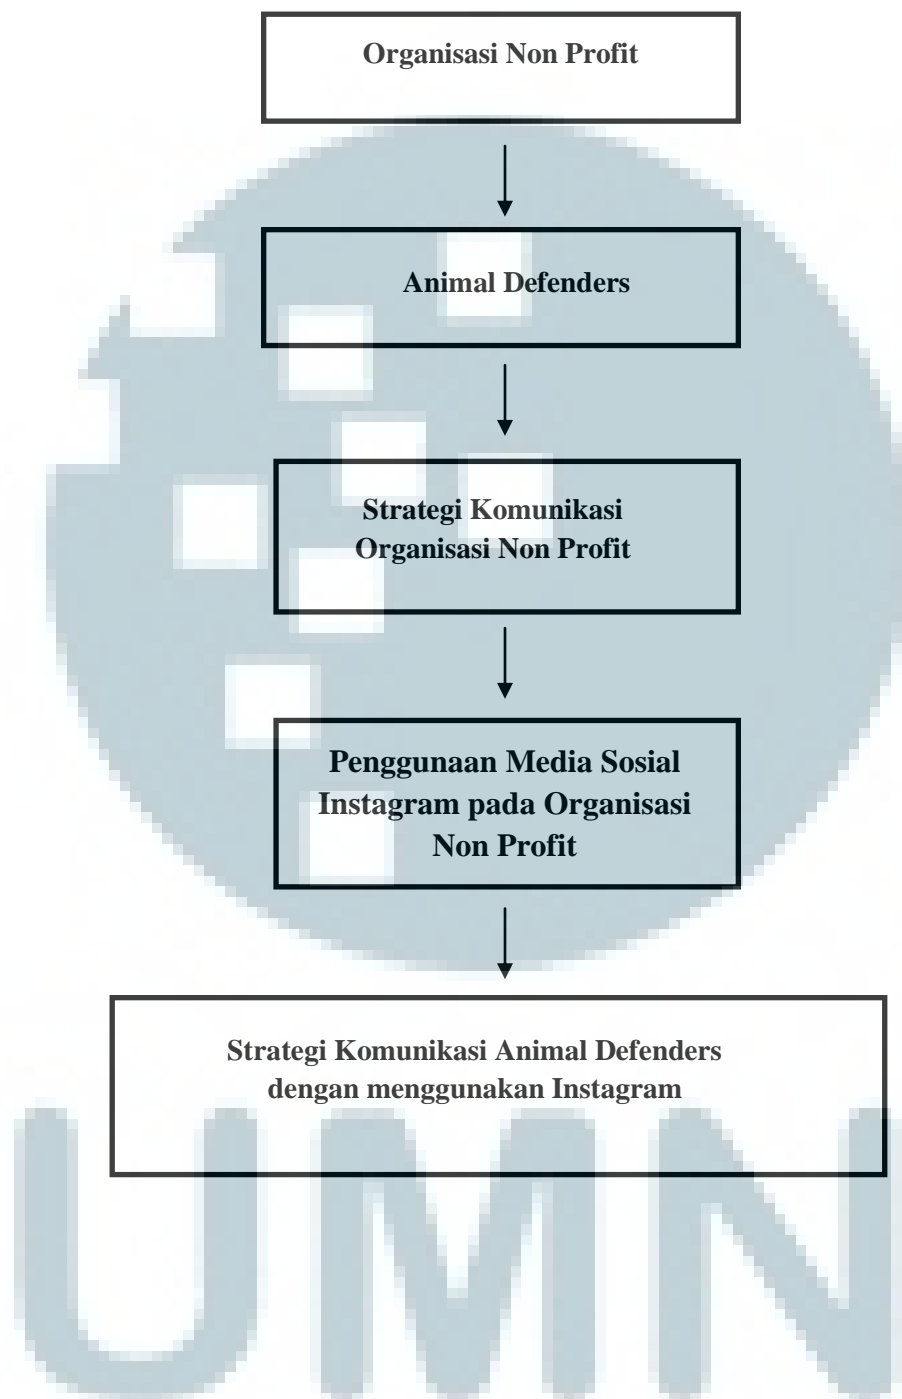 Organisasi Non Profit
Animal Defenders
Strategi Komunikasi
Organisasi Non Profit
Penggunaan Media Sosial
Instagram pada Organisasi
Non Profit
Strategi Komunikasi Animal Defenders
dengan menggunakan Instagram
UMN